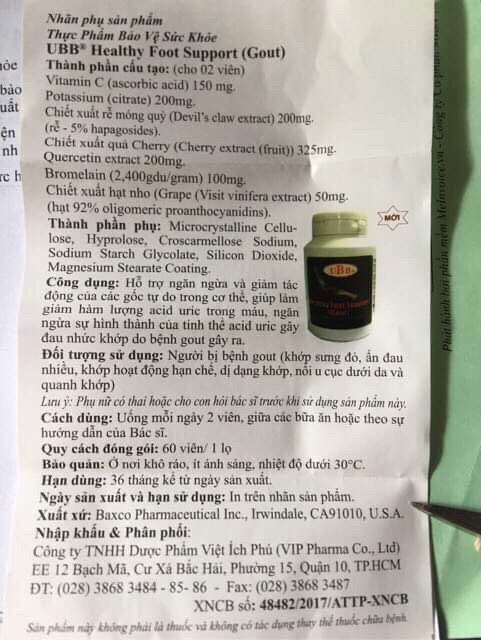 Nhãn phụ sản phẩm
Thực Phẩm Bảo Vệ Sức Khỏe
UBB® Healthy Foot Support (Gout)
Thành phần cấu tạo: (cho 02 viên)
Vitamin C (ascorbic acid) 150 mg.
Potassium (citrate) 200mg.
Chiết xuất rễ móng quỷ (Devil's claw extract) 200mg.
(rễ - 5% hapagosides).
Chiết xuất quả Cherry (Cherry extract (fruit)) 325mg.
Quercetin extract 200mg.
Bromelain (2,400gdu/gram) 100mg.
Chiết xuất hạt nho (Grape (Visit vinifera extract) 50mg.
(hạt 92% oligomeric proanthocyanidins).
Thành phần phụ: Microcrystalline Cellu-
lose, Hyprolose, Croscarmellose Sodium,
Sodium Starch Glycolate, Silicon Dioxide,
Magnesium Stearate Coating.
MỚI
UBB
Công dụng: Hỗ trợ ngăn ngừa và giảm tác
động của các gốc tự do trong cơ thể, giúp làm
giảm hàm lượng acid uric trong máu, ngăn
ngừa sự hình thành của tinh thể acid uric gây
đau nhức khớp do bệnh gout gây ra.
Đối tượng sử dụng: Người bị bệnh gout (khớp sưng đỏ, ấn đau
nhiều, khớp hoạt động hạn chế, dị dạng khớp, nổi u cục dưới da và
quanh khớp)
Lưu ý: Phụ nữ có thai hoặc cho con hỏi bác sĩ trước khi sử dụng sản phẩm này.
Cách dùng: Uống mỗi ngày 2 viên, giữa các bữa ăn hoặc theo sự
hướng dẫn của Bác sĩ.
Quy cách đóng gói: 60 viên/ 1 lọ
Bảo quản: Ở nơi khô ráo, ít ánh sáng, nhiệt độ dưới 30°C.
Hạn dùng: 36 tháng kể từ ngày sản xuất.
Ngày sản xuất và hạn sử dụng: In trên nhãn sản phẩm.
Xuất xứ: Baxco Pharmaceutical Inc., Irwindale, CA91010, U.S.A.
Nhập khẩu & Phân phối:
Công ty TNHH Dược Phẩm Việt Ích Phú (VIP Pharma Co., Ltd)
EE 12 Bạch Mã, Cư Xá Bắc Hải, Phường 15, Quận 10, TP.HCM
ĐT: (028) 3868 3484 - 85- 86 - Fax: (028) 3868 3487
XNCB số: 48482/2017/ATTP-XNCB
Sản phẩm này không phải là thuốc và không có tác dụng thay thế thuốc chữa bệnh.
Phát hành bởi phần mềm MeInvoice.vn - Công ty Cổ phần